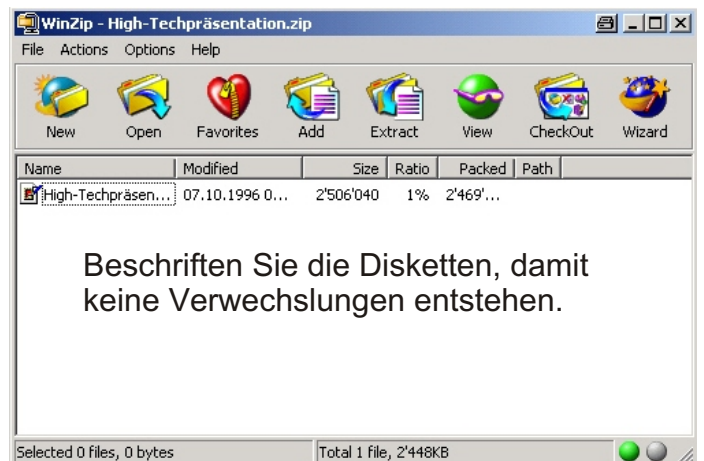 WinZip - High-Techpräsentation.zip
File Actions Options Help
New Open Favorites Add Extract View CheckOut Wizard
Name Modified Size Ratio Packed Path
High-Techpräsen... 07.10.1996 0... 2'506'040 1% 2'469'...
Beschriften Sie die Disketten, damit
keine Verwechslungen entstehen.
Selected 0 files, 0 bytes Total 1 file, 2'448KB